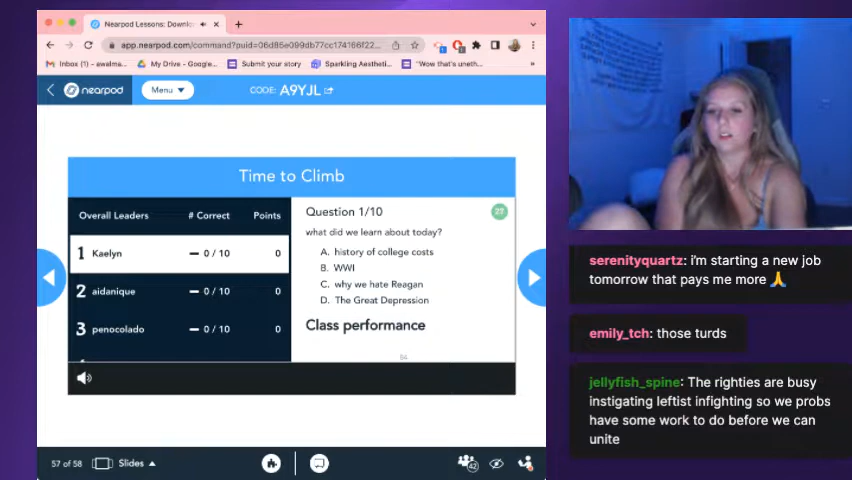 Nearpod Lessons: Downlo
app.nearpod.com/command?puid=06d85e099db77cc174166f22...
Inbox (1) - awalma...
My Drive - Google...
Submit your story
Sparkling Aesthetic...
"Wow that's uneth...
»
nearpod
Menu
CODE: A9YJL
Time to Climb
Overall Leaders # Correct Points
1 Kaelyn 0 / 10 0
2 aidanique 0 / 10 0
3 penocolado 0 / 10 0
Question 1/10
27
what did we learn about today?
A. history of college costs
B. WWI
C. why we hate Reagan
D. The Great Depression
Class performance
54
57 of 58
Slides
42
serenityquartz: i'm starting a new job
tomorrow that pays me more 🙏
emily_tch: those turds
jellyfish_spine: The righties are busy
instigating leftist infighting so we probs
have some work to do before we can
unite